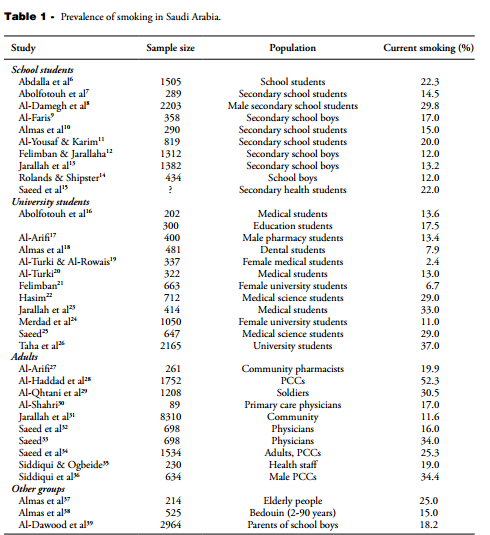 Table 1 - Prevalence of smoking in Saudi Arabia.
Study Sample size Population Current smoking (%)
School students
Abdalla et al⁶ 1505 School students 22.3
Abolfotouh et al⁷ 289 Secondary school students 14.5
Al-Damegh et al⁸ 2203 Male secondary school students 29.8
Al-Faris⁹ 358 Secondary school boys 17.0
Almas et al¹⁰ 290 Secondary school students 15.0
Al-Yousaf & Karim¹¹ 819 Secondary school students 20.0
Felimban & Jarallaha¹² 1312 Secondary school students 12.0
Jarallah et al¹³ 1382 Secondary school students 13.2
Rolands & Shipster¹⁴ 434 School boys 12.0
Saeed et al¹⁵ ? Secondary health students 22.0
University students
Abolfotouh et al¹⁶ 202 Medical students 13.6
300 Education students 17.5
Al-Arifi¹⁷ 400 Male pharmacy students 13.4
Almas et al¹⁸ 481 Dental students 7.9
Al-Turki & Al-Rowais¹⁹ 337 Female medical students 2.4
Al-Turki²⁰ 322 Medical students 13.0
Felimban²¹ 663 Female university students 6.7
Hasim²² 712 Medical science students 29.0
Jarallah et al²³ 414 Medical students 33.0
Merdad et al²⁴ 1050 Female university students 11.0
Saeed²⁵ 647 Medical science students 29.0
Taha et al²⁶ 2165 University students 37.0
Adults
Al-Arifi²⁷ 261 Community pharmacists 19.9
Al-Haddad et al²⁸ 1752 PCCs 52.3
Al-Qhtani et al²⁹ 1208 Soldiers 30.5
Al-Shahri³⁰ 89 Primary care physicians 17.0
Jarallah et al³¹ 8310 Community 11.6
Saeed et al³² 698 Physicians 16.0
Saeed³³ 698 Physicians 34.0
Saeed et al³⁴ 1534 Adults, PCCs 25.3
Siddiqui & Ogbeide³⁵ 230 Health staff 19.0
Siddiqui et al³⁶ 634 Male PCCs 34.4
Other groups
Almas et al³⁷ 214 Elderly people 25.0
Almas et al³⁸ 525 Bedouin (2-90 years) 15.0
Al-Dawood et al³⁹ 2964 Parents of school boys 18.2